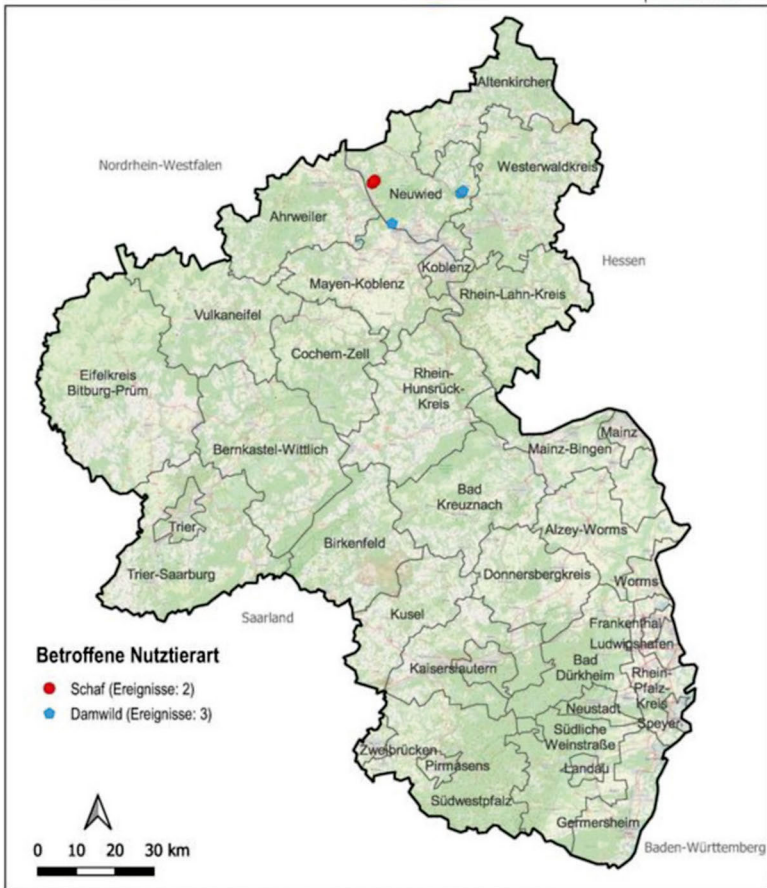 Altenkirchen
Nordrhein-Westfalen
Westerwaldkreis
Neuwied
Ahrweiler
Hessen
Koblenz
Mayen-Koblenz
Rhein-Lahn-Kreis
Vulkaneifel
Cochem-Zell
Eifelkreis
Bitburg-Prüm
Rhein-
Hunsrück-
Kreis
Mainz
Mainz-Bingen
Bernkastel-Wittlich
Bad
Kreuznach
Trier
Alzey-Worms
Birkenfeld
Trier-Saarburg
Donnersbergkreis
Worms
Saarland
Kusel
Frankenthal
Ludwigshafen
Kaiserslautern
Bad
Dürkheim
Rhein-
Pfalz-
Kreis
Neustadt
Speyer
Südliche
Weinstraße
Zweibrücken
Pirmasens
Landau
Südwestpfalz
Germersheim
Baden-Württemberg
Betroffene Nutztierart
Schaf (Ereignisse: 2)
Damwild (Ereignisse: 3)
0 10 20 30 km